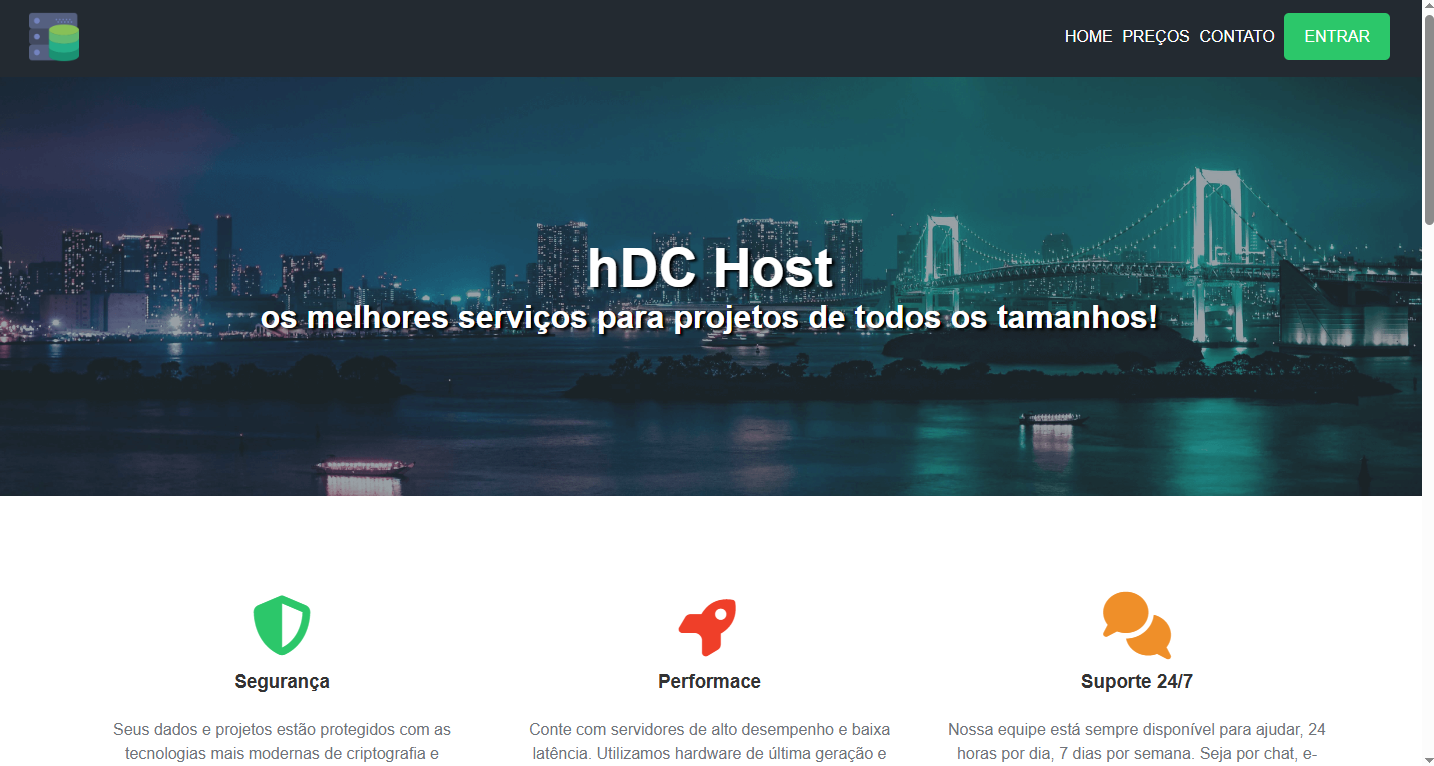 HOME PREÇOS CONTATO ENTRAR
hDC Host
os melhores serviços para projetos de todos os tamanhos!
Segurança
Performace
Suporte 24/7
Seus dados e projetos estão protegidos com as
tecnologias mais modernas de criptografia e
Conte com servidores de alto desempenho e baixa
latência. Utilizamos hardware de última geração e
Nossa equipe está sempre disponível para ajudar, 24
horas por dia, 7 dias por semana. Seja por chat, e-